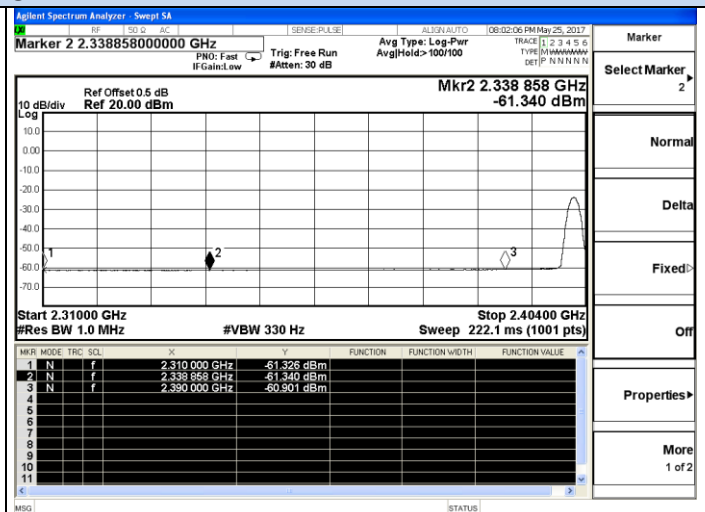 Agilent Spectrum Analyzer - Swept SA
RF 50 Ω AC SENSE:PULSE ALIGN AUTO 08:02:06 PM May 25, 2017
Marker 2 2.338858000000 GHz
PNO: Fast
IFGain:Low
Trig: Free Run
#Atten: 30 dB
Avg Type: Log-Pwr
Avg|Hold:>100/100
TRACE 1 2 3 4 5 6
TYPE MWWWWW
DET P N N N N N
Ref Offset 0.5 dB
10 dB/div Ref 20.00 dBm
Log
Mkr2 2.338 858 GHz
-61.340 dBm
10.0
0.00
-10.0
-20.0
-30.0
-40.0
-50.0
-60.0
-70.0
1
2
3
Start 2.31000 GHz Stop 2.40400 GHz
#Res BW 1.0 MHz #VBW 330 Hz Sweep 222.1 ms (1001 pts)
MKR MODE TRC SCL X Y FUNCTION FUNCTION WIDTH FUNCTION VALUE
1 N f 2.310 000 GHz -61.326 dBm
2 N f 2.338 858 GHz -61.340 dBm
3 N f 2.390 000 GHz -60.901 dBm
4
5
6
7
8
9
10
11
MSG STATUS
Marker
Select Marker
2
Normal
Delta
Fixed
Off
Properties
More
1 of 2